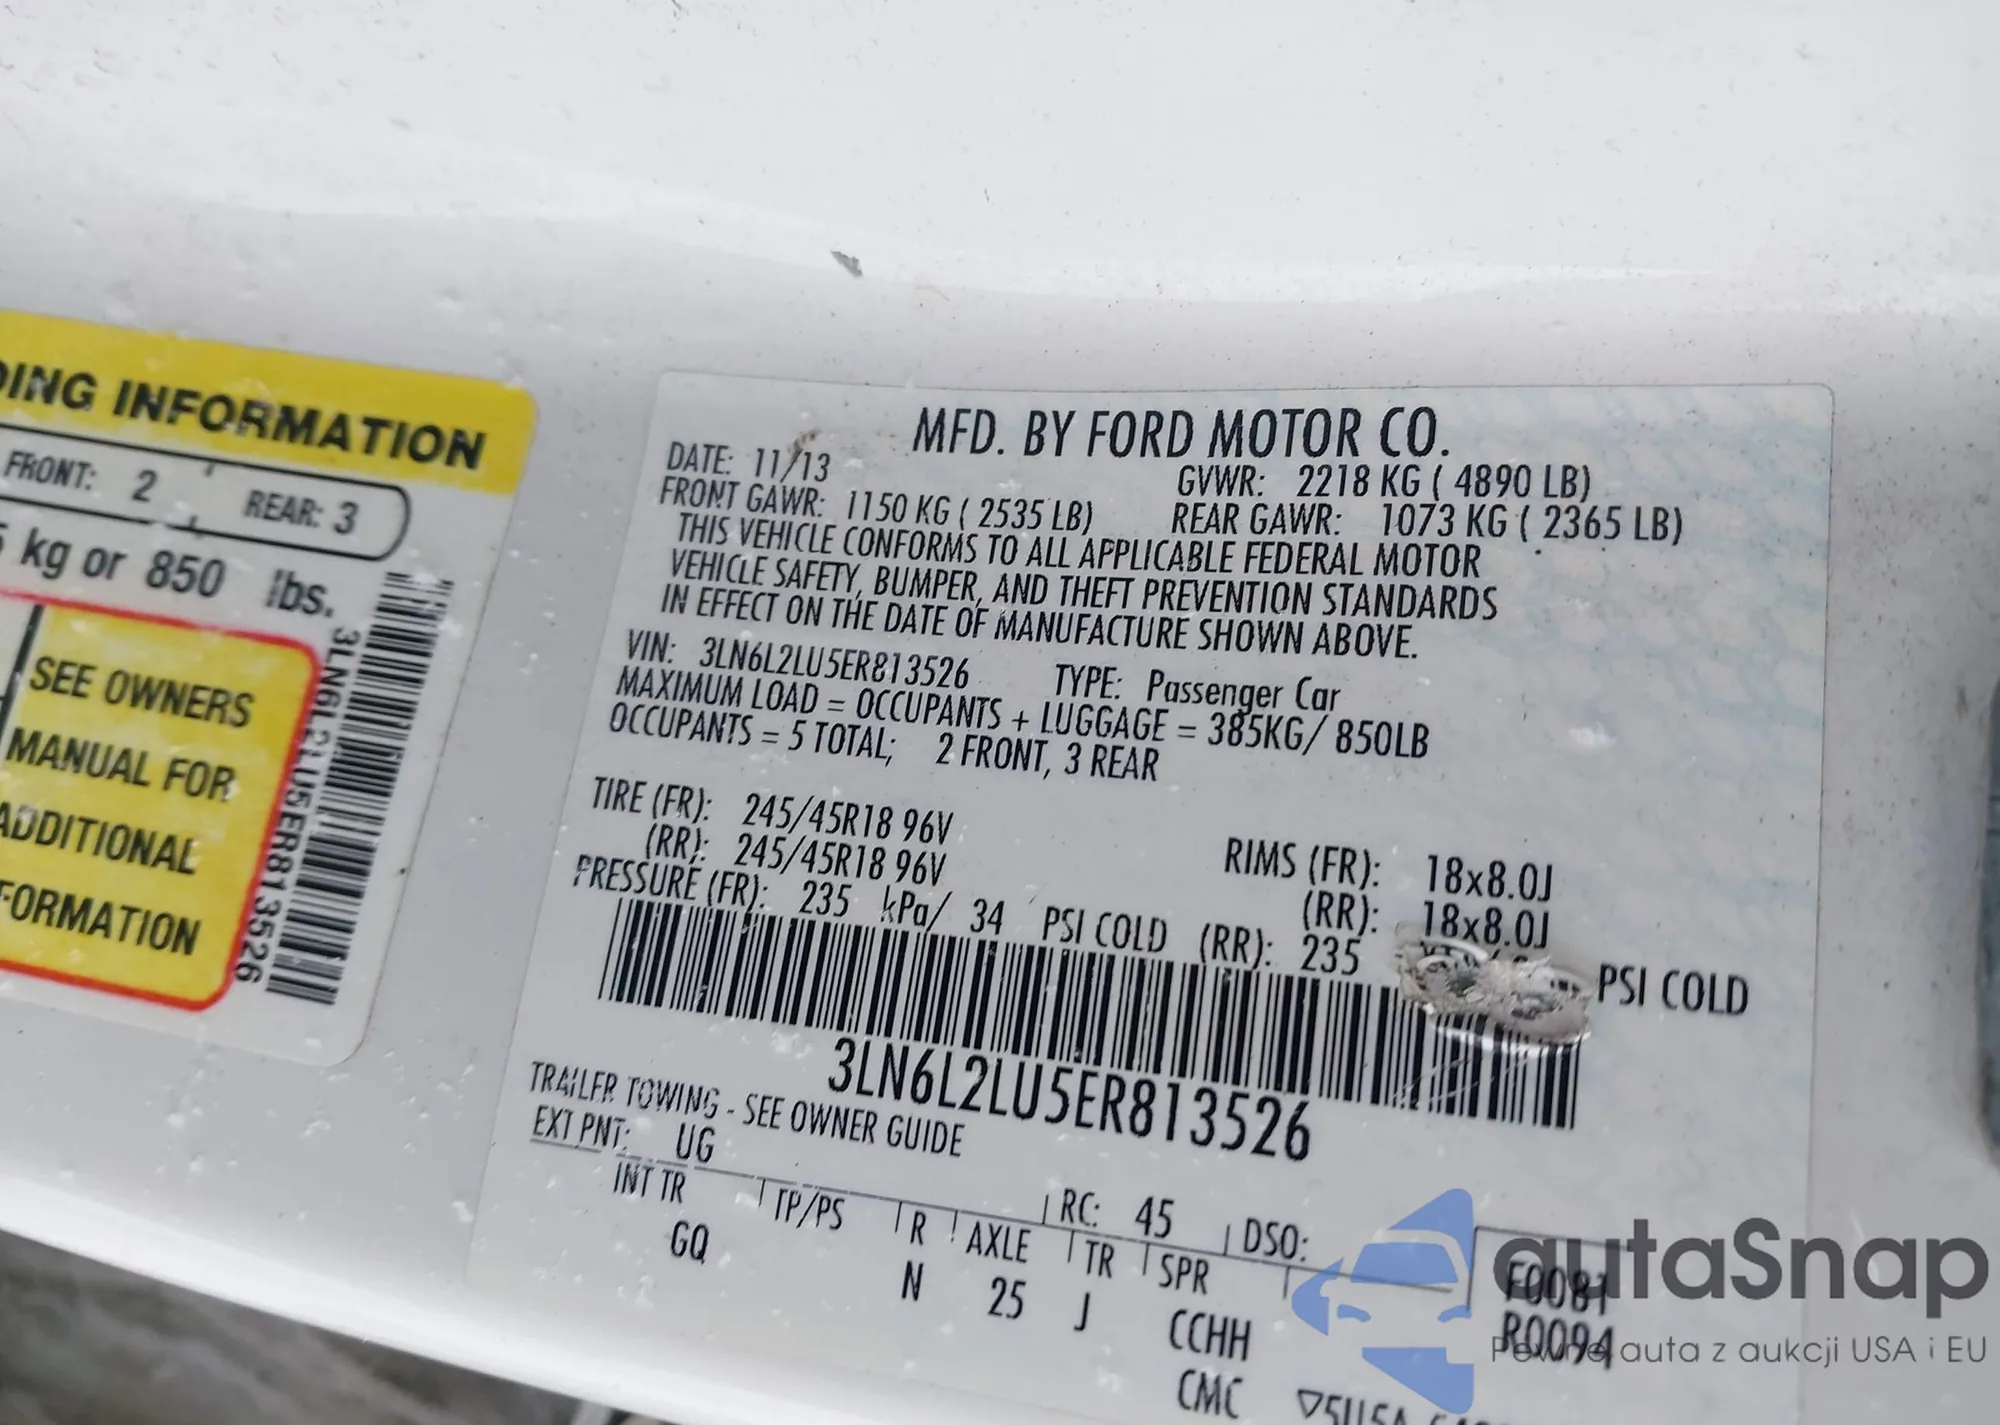 DING INFORMATION
FRONT: 2 REAR: 3
kg or 850 lbs.
SEE OWNERS
MANUAL FOR
ADDITIONAL
FORMATION
3LN6L2LU5ER813526
MFD. BY FORD MOTOR CO.
DATE: 11/13 GVWR: 2218 KG ( 4890 LB)
FRONT GAWR: 1150 KG ( 2535 LB) REAR GAWR: 1073 KG ( 2365 LB)
THIS VEHICLE CONFORMS TO ALL APPLICABLE FEDERAL MOTOR
VEHICLE SAFETY, BUMPER, AND THEFT PREVENTION STANDARDS
IN EFFECT ON THE DATE OF MANUFACTURE SHOWN ABOVE.
VIN: 3LN6L2LU5ER813526 TYPE: Passenger Car
MAXIMUM LOAD = OCCUPANTS + LUGGAGE = 385KG/ 850LB
OCCUPANTS = 5 TOTAL; 2 FRONT, 3 REAR
TIRE (FR): 245/45R18 96V RIMS (FR): 18x8.0J
(RR): 245/45R18 96V (RR): 18x8.0J
PRESSURE (FR): 235 kPa/ 34 PSI COLD (RR): 235 PSI COLD
3LN6L2LU5ER813526
TRAILER TOWING - SEE OWNER GUIDE
EXT PNT: UG RC: 45 DSO:
INT TR TP/PS R AXLE TR SPR
GQ N 25 J CCHH
CMC
F0081
R0094
autaSnap
Pewne auta z aukcji USA i EU